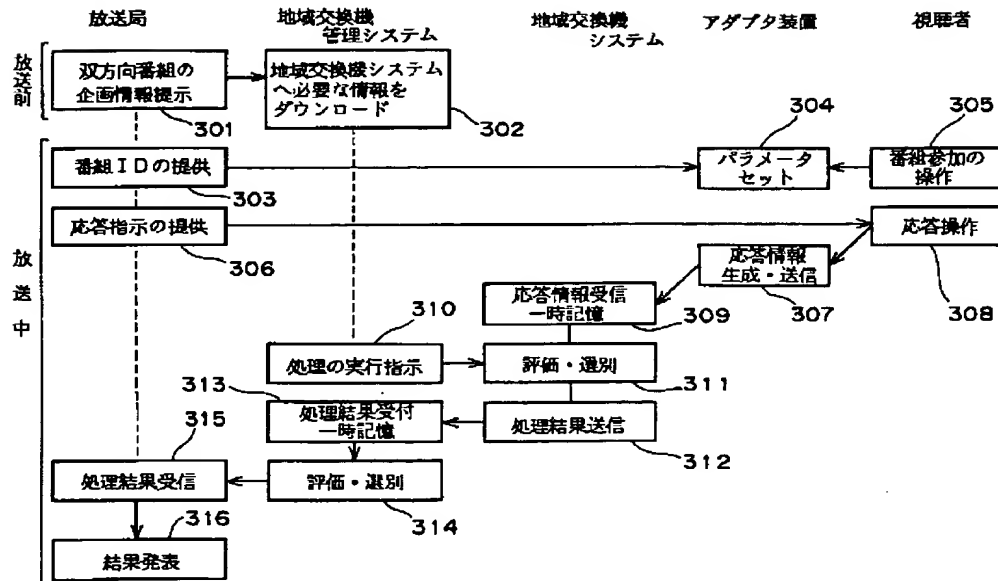 放送局
地域交換機
管理システム
地域交換機
システム
アダプタ装置
視聴者
放送前
双方向番組の
企画情報提示
301
地域交換機システム
へ必要な情報を
ダウンロード
302
304
305
放送中
番組IDの提供
303
パラメータ
セット
番組参加の
操作
応答指示の提供
306
応答操作
308
応答情報
生成・送信
307
応答情報受信
一時記憶
309
310
処理の実行指示
評価・選別
311
313
処理結果受付
一時記憶
処理結果送信
312
315
処理結果受信
評価・選別
314
316
結果発表